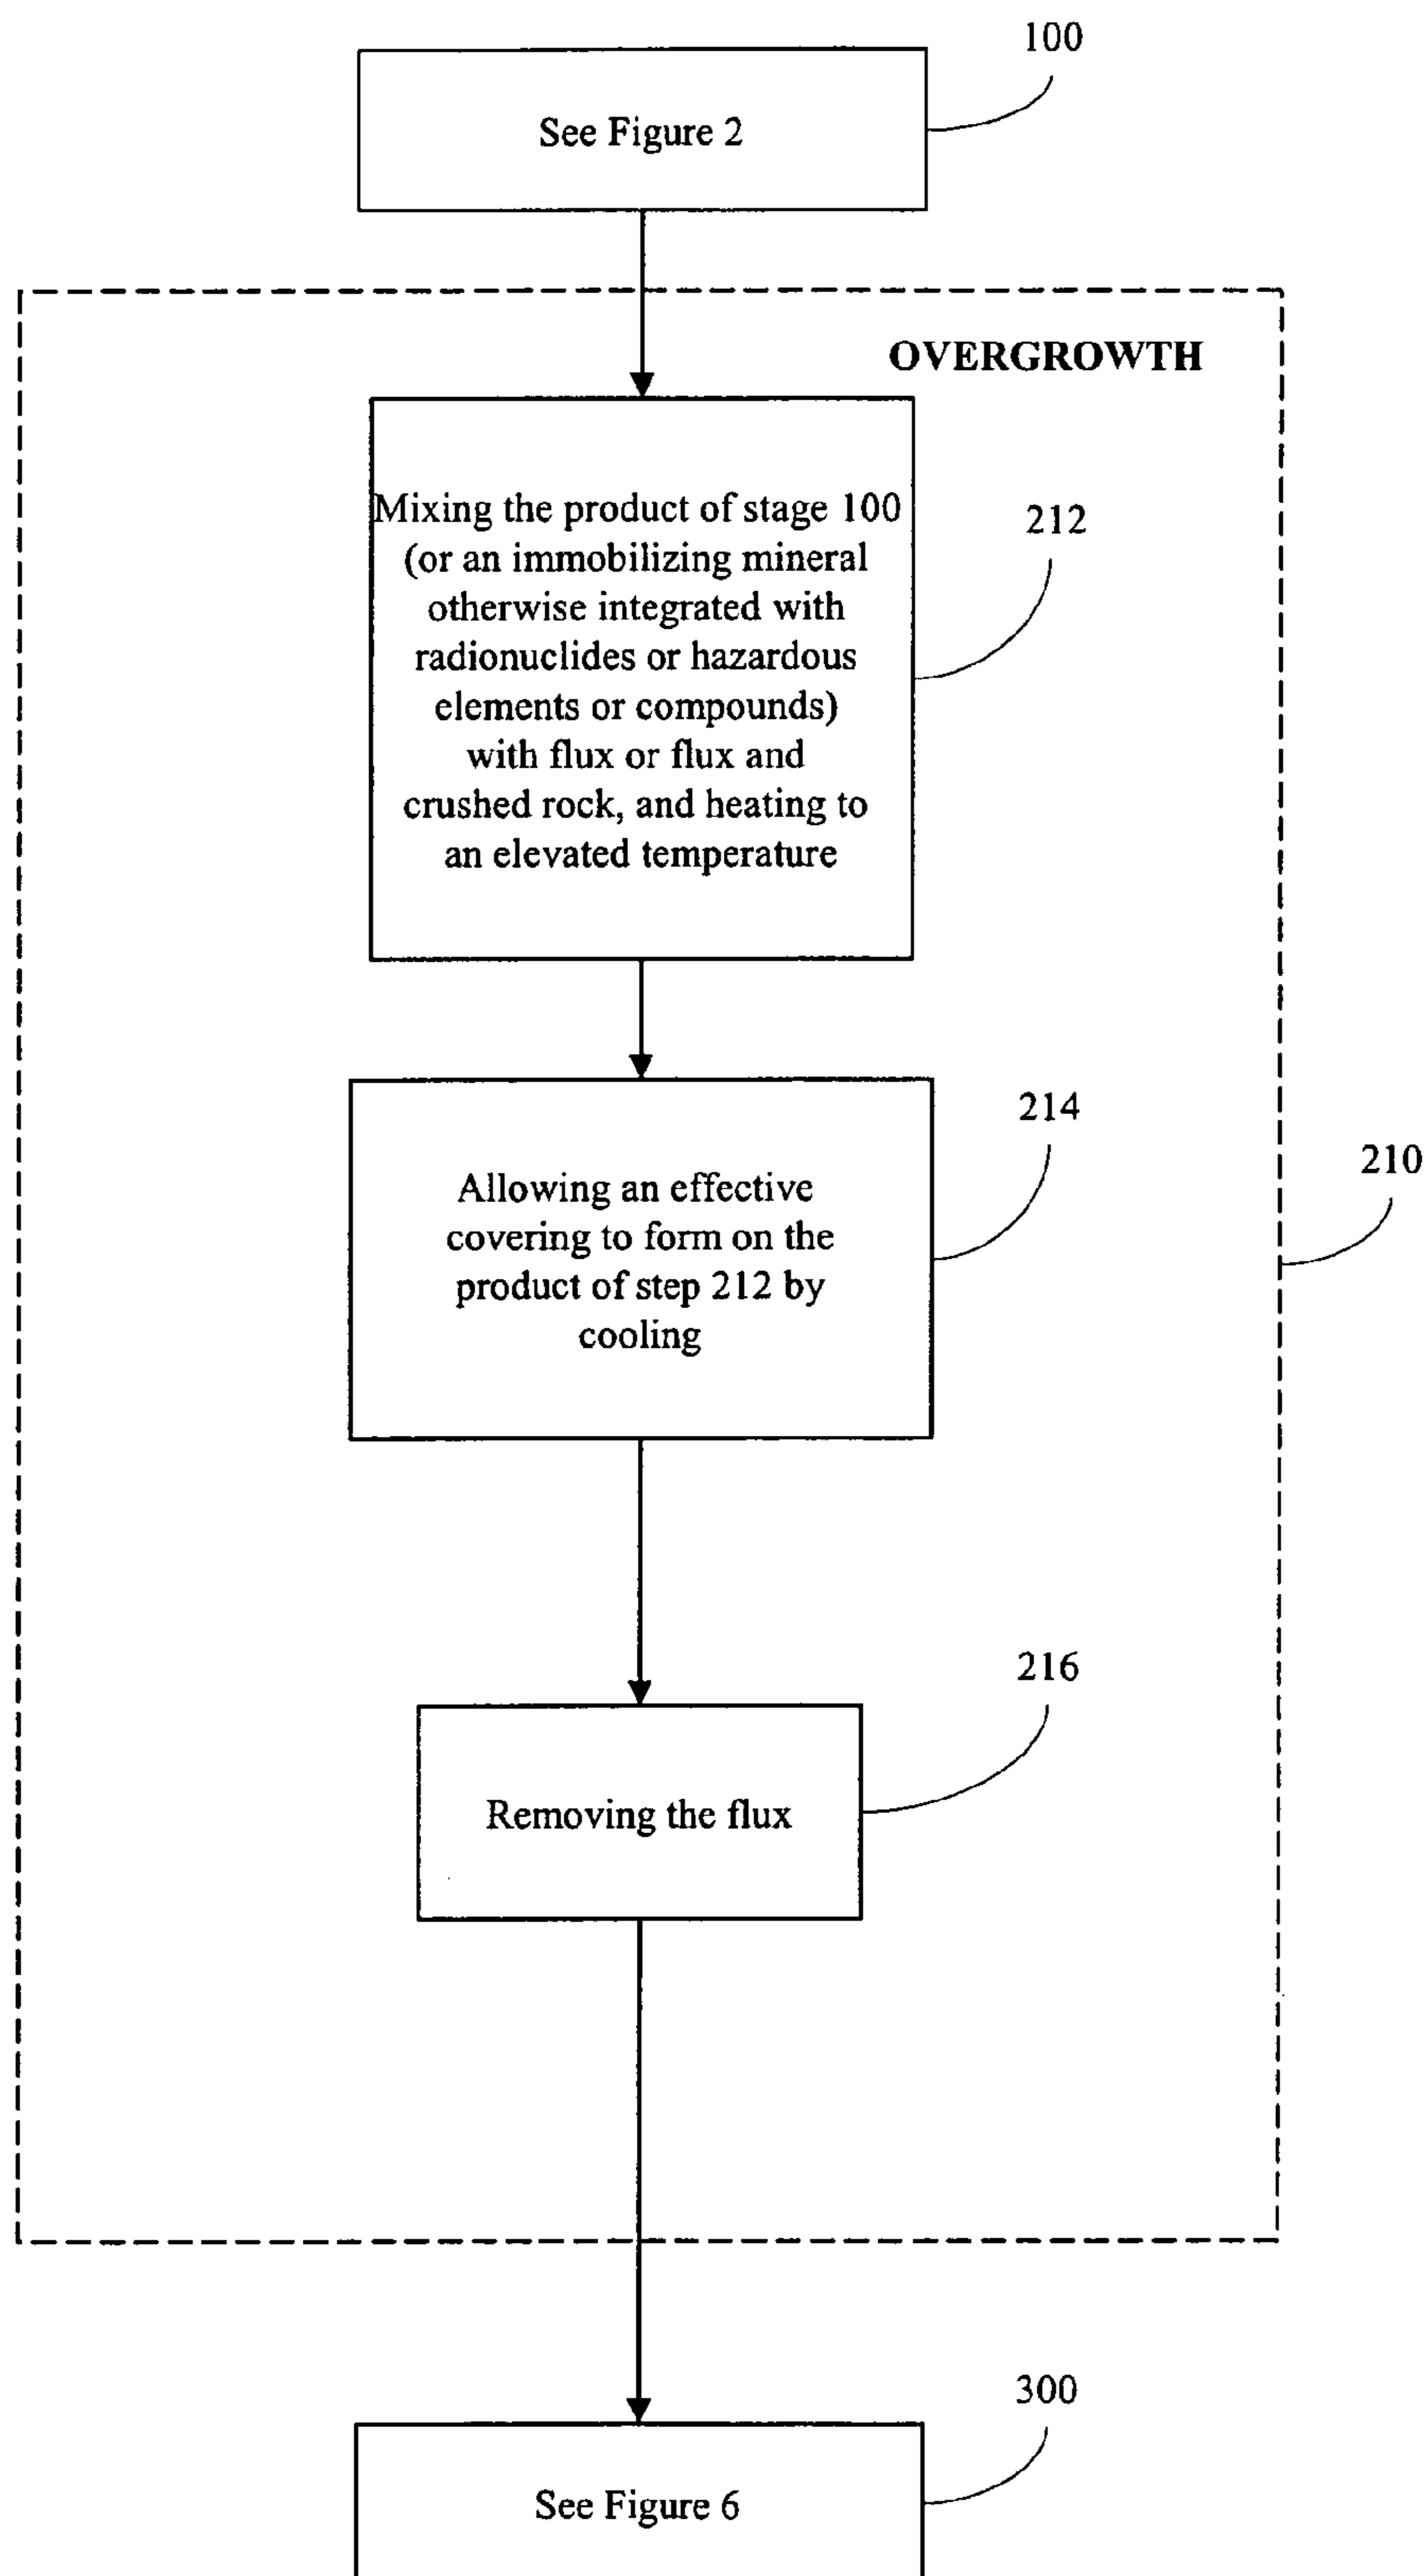 100
See Figure 2
OVERGROWTH
Mixing the product of stage 100
(or an immobilizing mineral
otherwise integrated with
radionuclides or hazardous
elements or compounds)
with flux or flux and
crushed rock, and heating to
an elevated temperature
212
Allowing an effective
covering to form on the
product of step 212 by
cooling
214
210
Removing the flux
216
300
See Figure 6